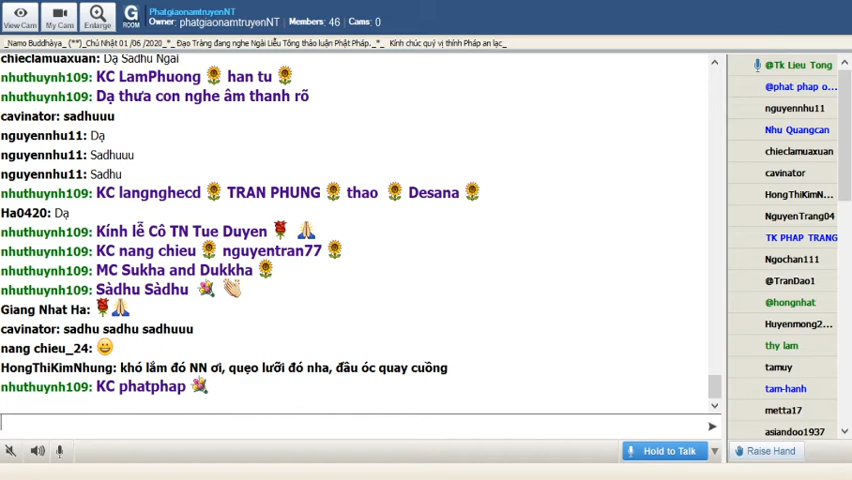 View Cam
My Cam
Enlarge
G
ROOM
PhatgiaonamtruyenNT
Owner: phatgiaonamtruyenNT Members: 46 Cams: 0
_Namo Buddhàya_ (**)_Chủ Nhật 01 /06 /2020_*_ Đạo Tràng đang nghe Ngài Liễu Tông thảo luận Phật Pháp._*_ Kính chúc quý vị thính Pháp an lạc_
chieclamuaxuan: Dạ Sadhu Ngài
nhuthuynh109: KC LamPhuong 🌻 han tu 🌻
nhuthuynh109: Dạ thưa con nghe âm thanh rõ
cavinator: sadhuuu
nguyennhu11: Dạ
nguyennhu11: Sadhuuu
nguyennhu11: Sadhu
nhuthuynh109: KC langnghecd 🌻 TRAN PHUNG 🌻 thao 🌻 Desana 🌻
Ha0420: Dạ
nhuthuynh109: Kính lễ Cô TN Tue Duyen 🌹 🙏
nhuthuynh109: KC nang chieu 🌻 nguyentran77 🌻
nhuthuynh109: MC Sukha and Dukkha 🌻
nhuthuynh109: Sàdhu Sàdhu 💐 👏
Giang Nhat Ha: 🌹🙏
cavinator: sadhu sadhu sadhuuu
nang chieu_24: 😀
HongThiKimNhung: khó lắm đó NN ơi, quẹo lưỡi đó nha, đầu óc quay cuồng
nhuthuynh109: KC phatphap 💐
Hold to Talk
@Tk Lieu Tong
@phat phap o...
nguyennhu11
Nhu Quangcan
chieclamuaxuan
cavinator
HongThiKimN...
NguyenTrang04
TK PHAP TRANG
Ngochan111
@TranDao1
@hongnhat
Huyenmong2...
thy lam
tamuy
tam-hanh
metta17
asiandoo1937
Raise Hand